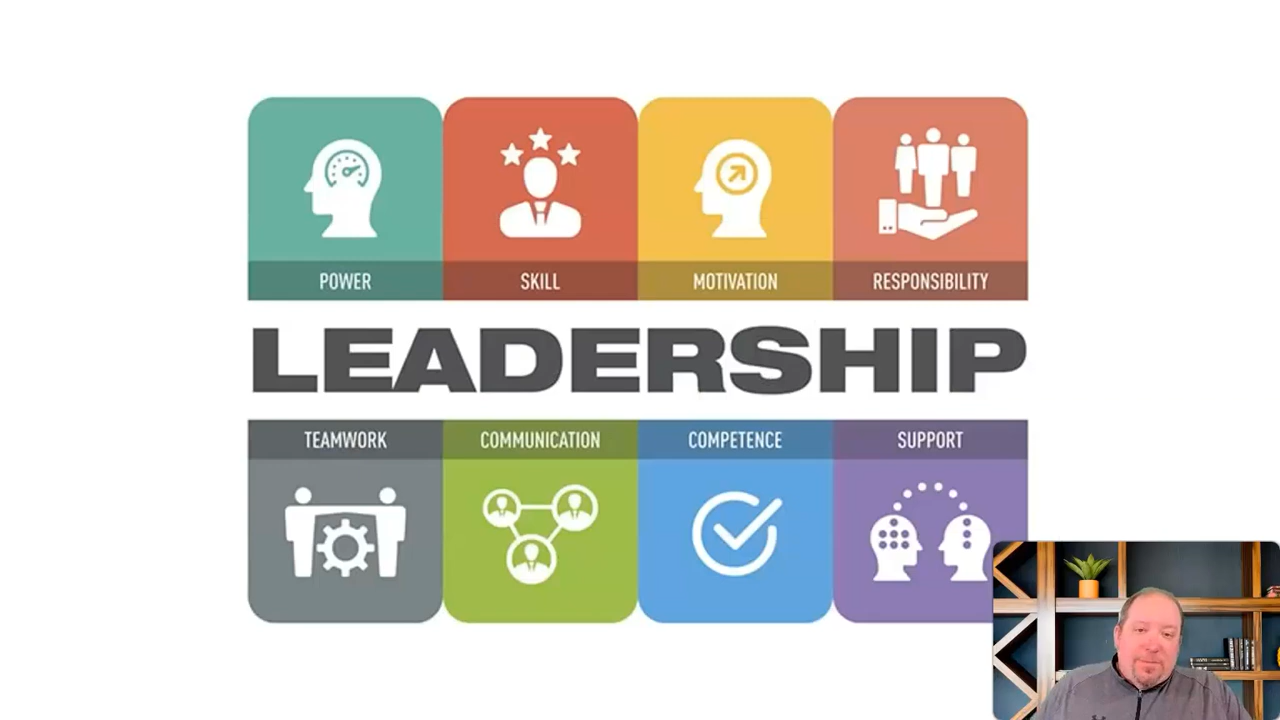 POWER SKILL MOTIVATION RESPONSIBILITY
LEADERSHIP
TEAMWORK COMMUNICATION COMPETENCE SUPPORT